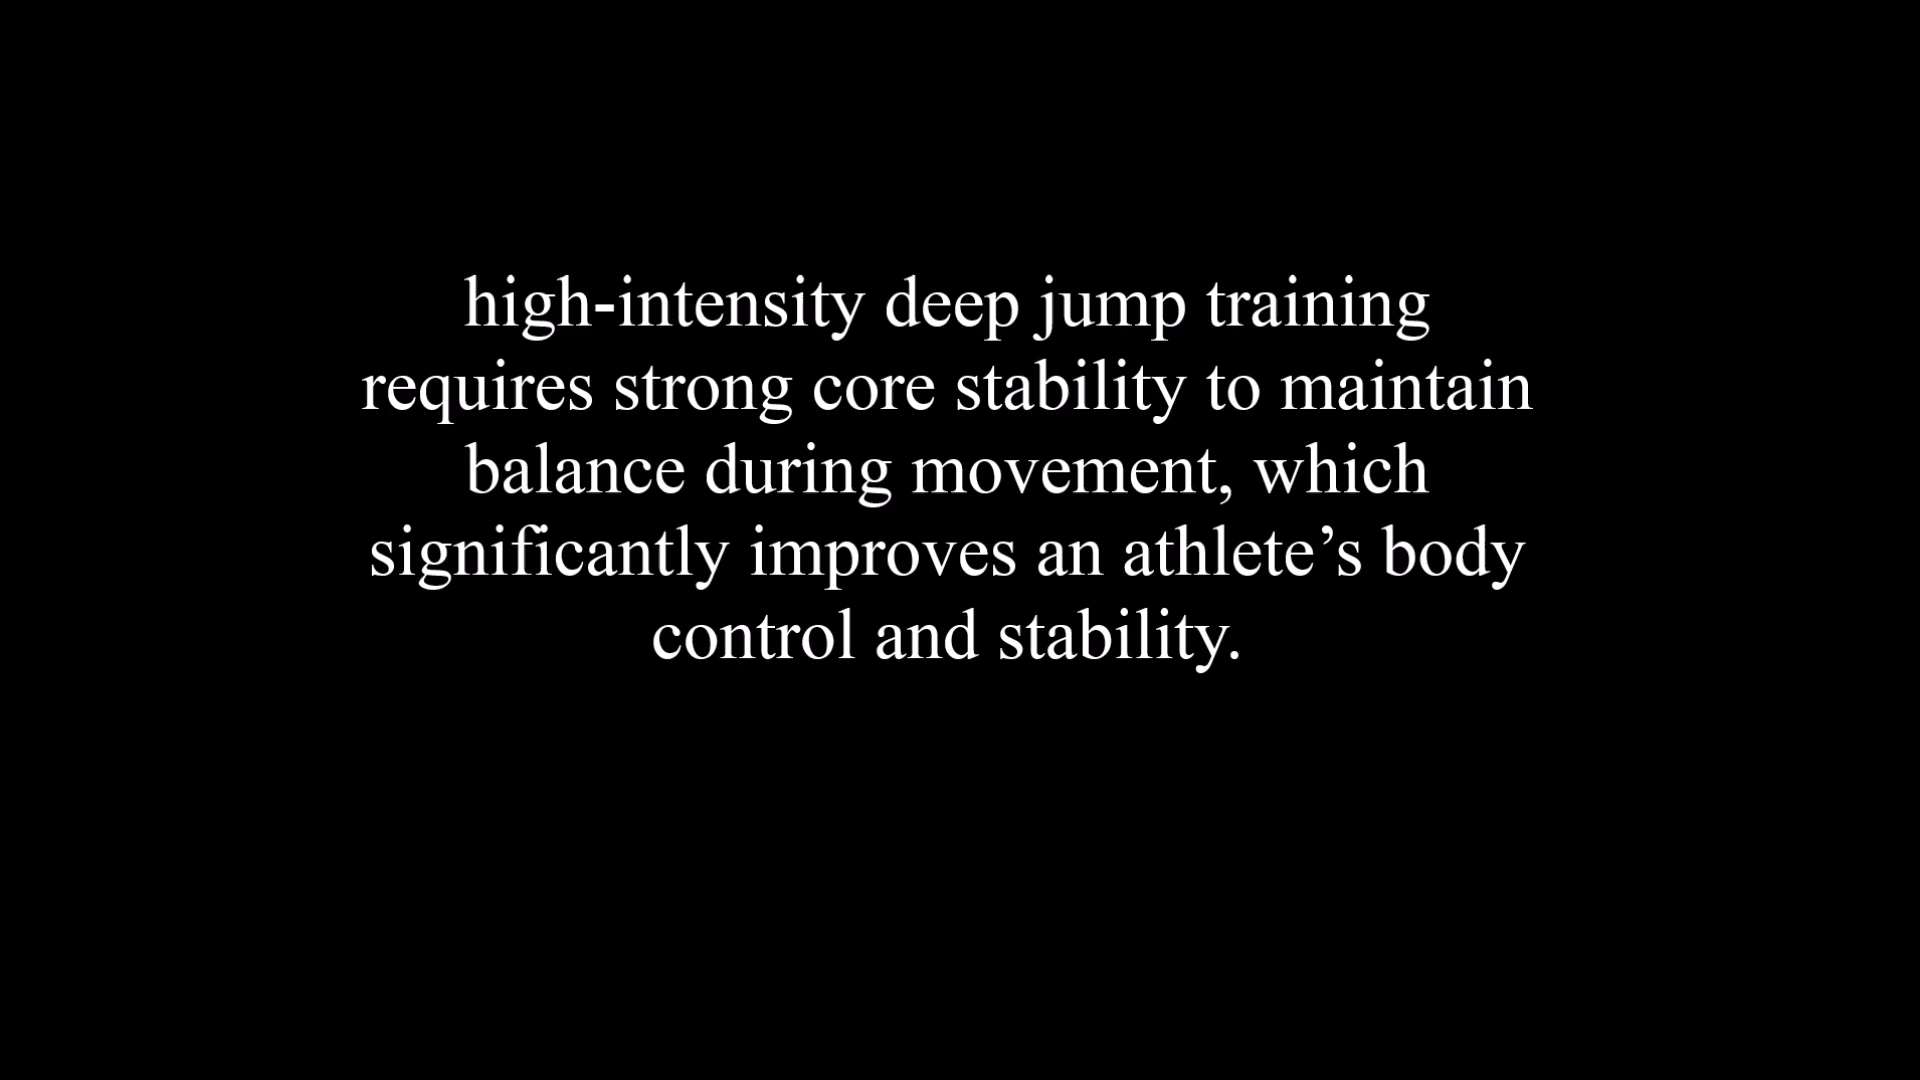 high-intensity deep jump training
requires strong core stability to maintain
balance during movement, which
significantly improves an athlete’s body
control and stability.